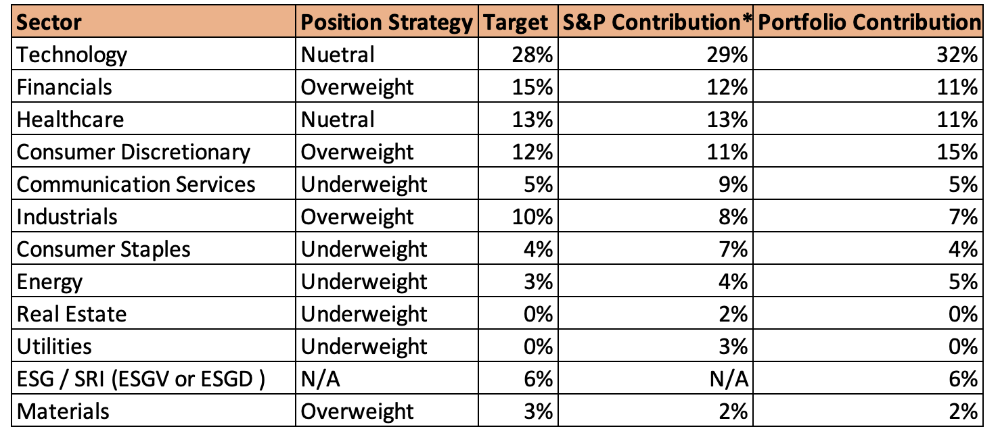 Sector Position Strategy Target S&P Contribution* Portfolio Contribution
Technology Nuetral 28% 29% 32%
Financials Overweight 15% 12% 11%
Healthcare Nuetral 13% 13% 11%
Consumer Discretionary Overweight 12% 11% 15%
Communication Services Underweight 5% 9% 5%
Industrials Overweight 10% 8% 7%
Consumer Staples Underweight 4% 7% 4%
Energy Underweight 3% 4% 5%
Real Estate Underweight 0% 2% 0%
Utilities Underweight 0% 3% 0%
ESG / SRI (ESGV or ESGD ) N/A 6% N/A 6%
Materials Overweight 3% 2% 2%